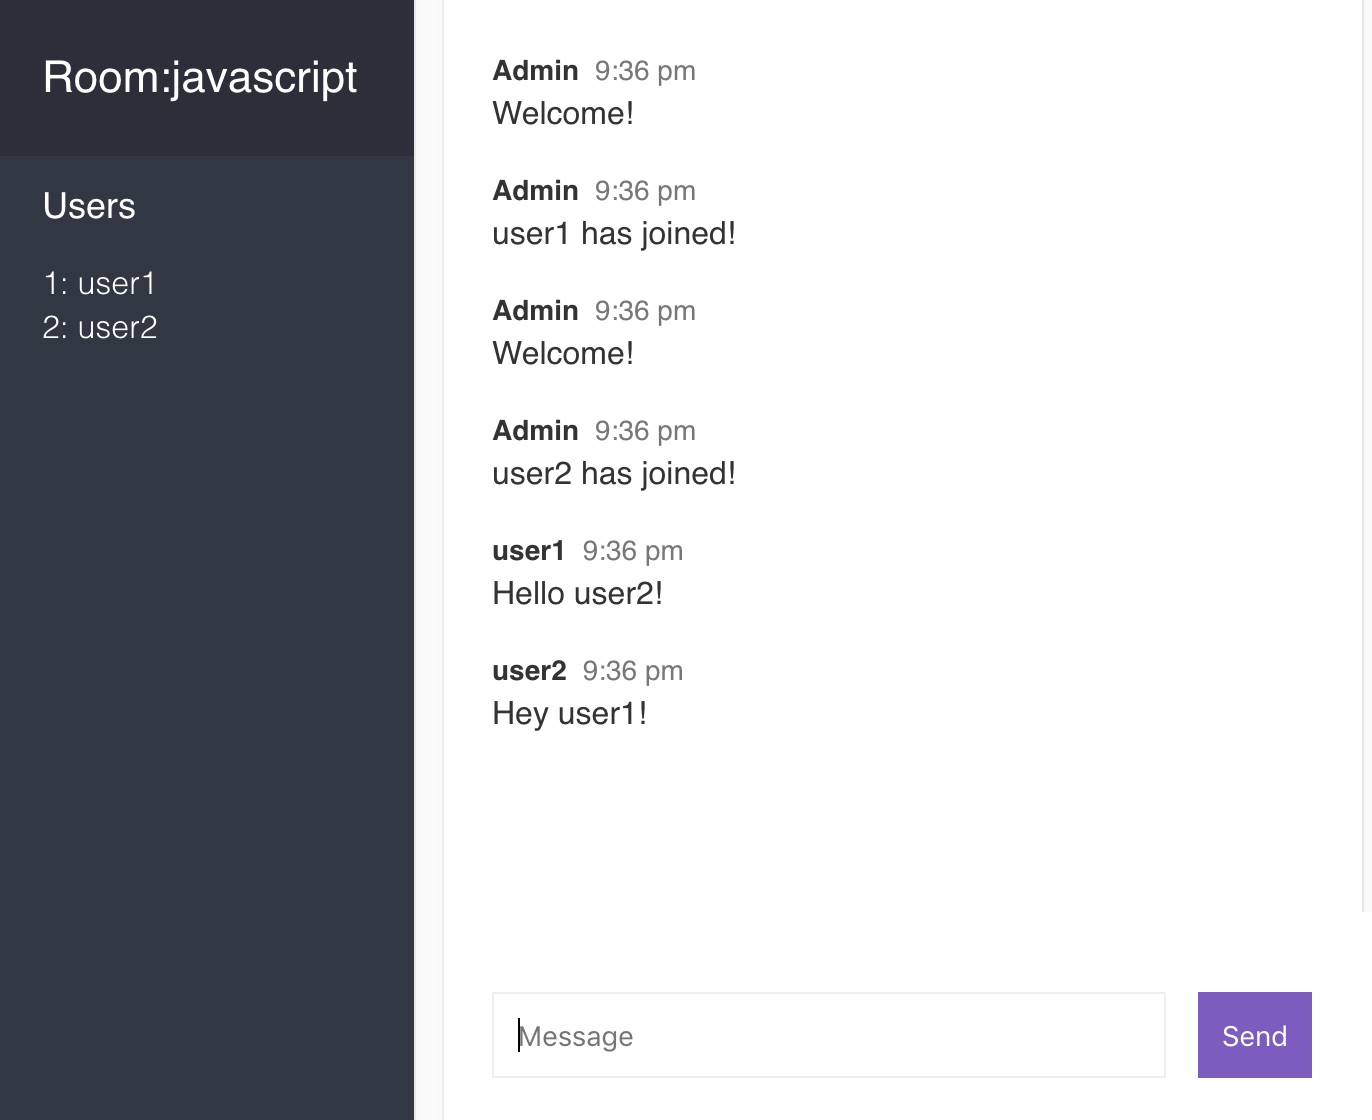 Room:javascript
Users
1: user1
2: user2
Admin 9:36 pm
Welcome!
Admin 9:36 pm
user1 has joined!
Admin 9:36 pm
Welcome!
Admin 9:36 pm
user2 has joined!
user1 9:36 pm
Hello user2!
user2 9:36 pm
Hey user1!
Message
Send